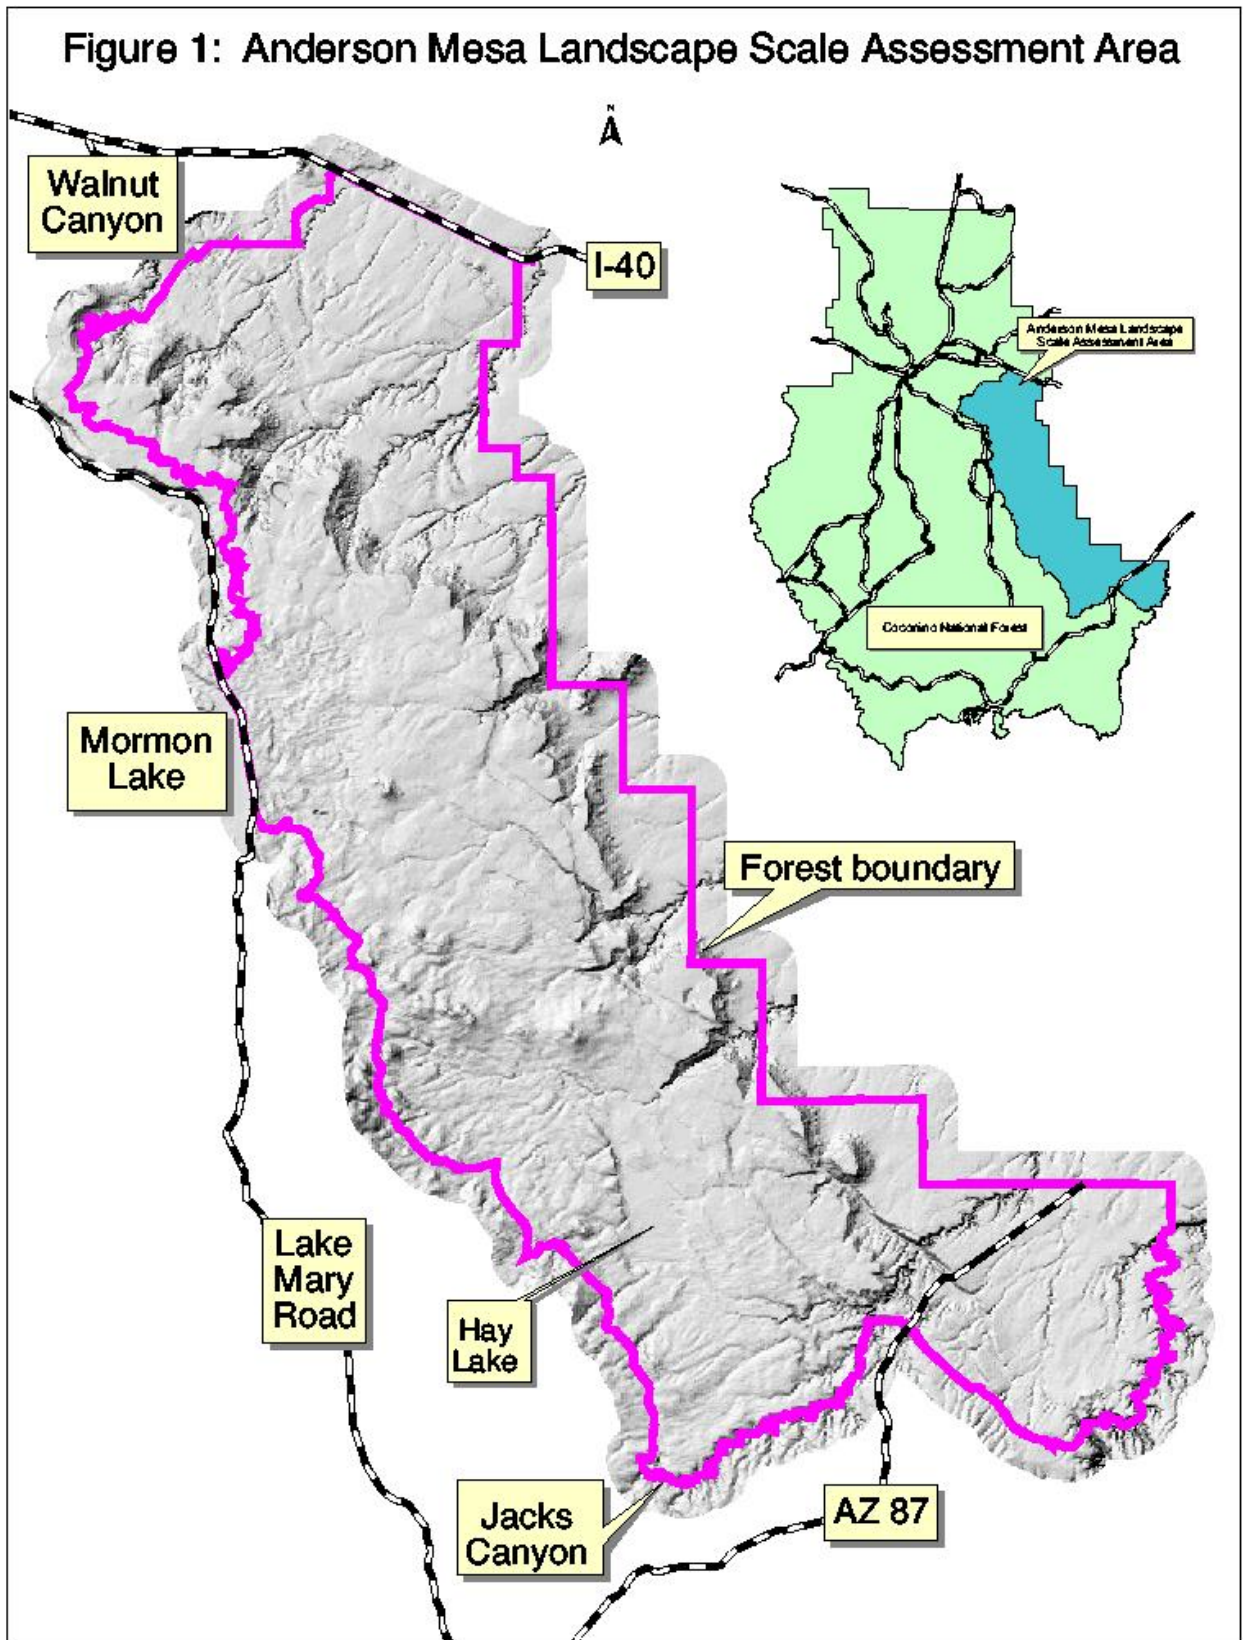 Figure 1: Anderson Mesa Landscape Scale Assessment Area
N
Walnut
Canyon
I-40
Anderson Mesa Landscape
Scale Assessment Area
Coconino National Forest
Mormon
Lake
Forest boundary
Lake
Mary
Road
Hay
Lake
Jacks
Canyon
AZ 87